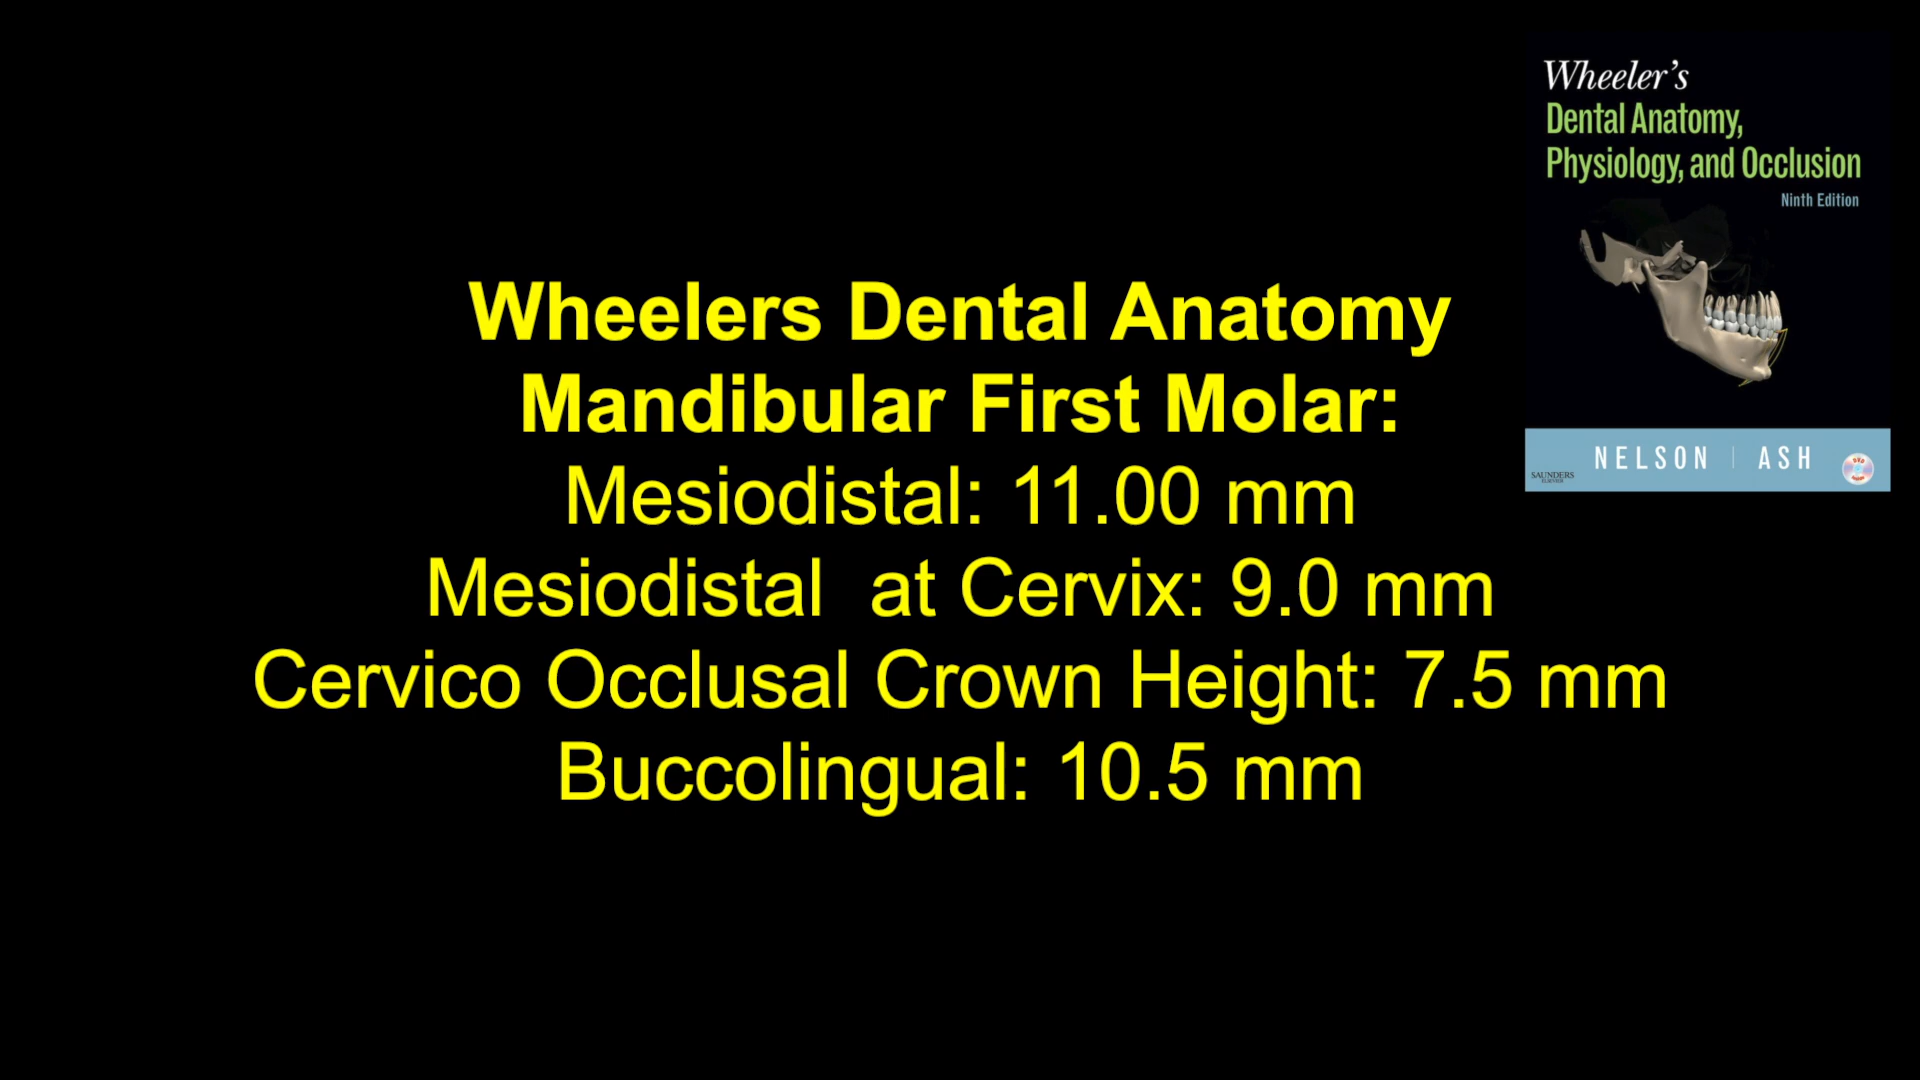 Wheeler's
Dental Anatomy,
Physiology, and Occlusion
Ninth Edition
Wheelers Dental Anatomy
Mandibular First Molar:
Mesiodistal: 11.00 mm
Mesiodistal  at Cervix: 9.0 mm
Cervico Occlusal Crown Height: 7.5 mm
Buccolingual: 10.5 mm
NELSON | ASH
SAUNDERS
ELSEVIER
DVD